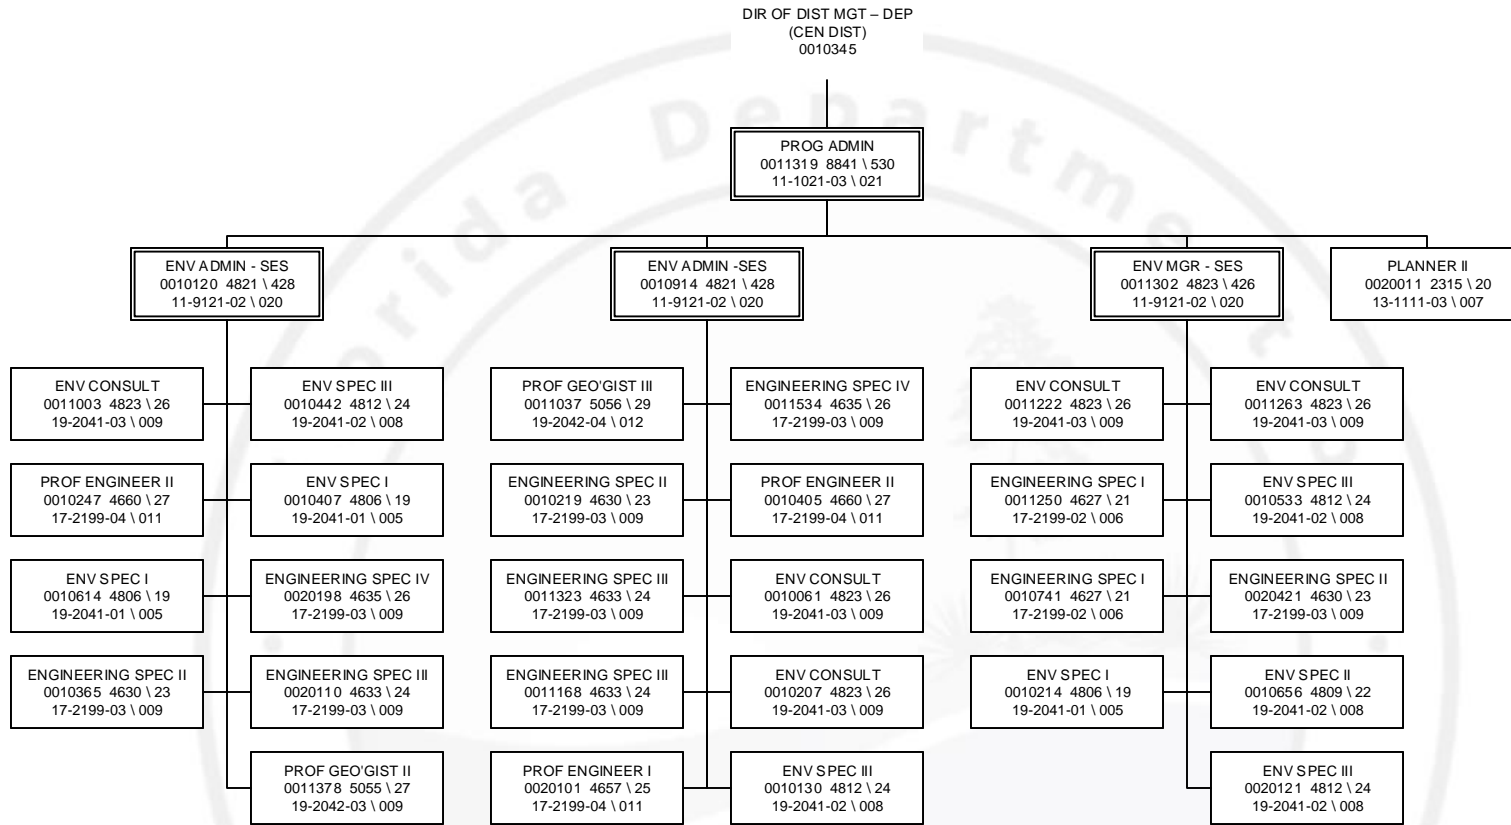 DIR OF DIST MGT – DEP
(CEN DIST)
0010345
PROG ADMIN
0011319 8841 \ 530
11-1021-03 \ 021
ENV ADMIN - SES
0010120 4821 \ 428
11-9121-02 \ 020
ENV ADMIN -SES
0010914 4821 \ 428
11-9121-02 \ 020
ENV MGR - SES
0011302 4823 \ 426
11-9121-02 \ 020
PLANNER II
0020011 2315 \ 20
13-1111-03 \ 007
ENV CONSULT
0011003 4823 \ 26
19-2041-03 \ 009
ENV SPEC III
0010442 4812 \ 24
19-2041-02 \ 008
PROF GEO'GIST III
0011037 5056 \ 29
19-2042-04 \ 012
ENGINEERING SPEC IV
0011534 4635 \ 26
17-2199-03 \ 009
ENV CONSULT
0011222 4823 \ 26
19-2041-03 \ 009
ENV CONSULT
0011263 4823 \ 26
19-2041-03 \ 009
PROF ENGINEER II
0010247 4660 \ 27
17-2199-04 \ 011
ENV SPEC I
0010407 4806 \ 19
19-2041-01 \ 005
ENGINEERING SPEC II
0010219 4630 \ 23
17-2199-03 \ 009
PROF ENGINEER II
0010405 4660 \ 27
17-2199-04 \ 011
ENGINEERING SPEC I
0011250 4627 \ 21
17-2199-02 \ 006
ENV SPEC III
0010533 4812 \ 24
19-2041-02 \ 008
ENV SPEC I
0010614 4806 \ 19
19-2041-01 \ 005
ENGINEERING SPEC IV
0020198 4635 \ 26
17-2199-03 \ 009
ENGINEERING SPEC III
0011323 4633 \ 24
17-2199-03 \ 009
ENV CONSULT
0010061 4823 \ 26
19-2041-03 \ 009
ENGINEERING SPEC I
0010741 4627 \ 21
17-2199-02 \ 006
ENGINEERING SPEC II
0020421 4630 \ 23
17-2199-03 \ 009
ENGINEERING SPEC II
0010365 4630 \ 23
17-2199-03 \ 009
ENGINEERING SPEC III
0020110 4633 \ 24
17-2199-03 \ 009
ENGINEERING SPEC III
0011168 4633 \ 24
17-2199-03 \ 009
ENV CONSULT
0010207 4823 \ 26
19-2041-03 \ 009
ENV SPEC I
0010214 4806 \ 19
19-2041-01 \ 005
ENV SPEC II
0010656 4809 \ 22
19-2041-02 \ 008
PROF GEO'GIST II
0011378 5055 \ 27
19-2042-03 \ 009
PROF ENGINEER I
0020101 4657 \ 25
17-2199-04 \ 011
ENV SPEC III
0010130 4812 \ 24
19-2041-02 \ 008
ENV SPEC III
0020121 4812 \ 24
19-2041-02 \ 008
Department